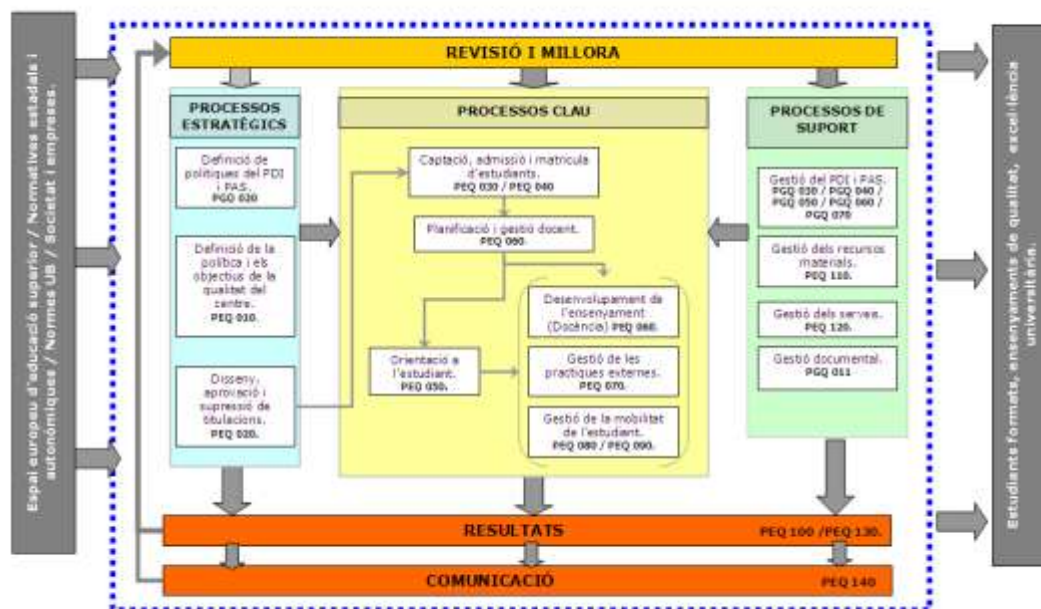 Espai europeu d'educació superior / Normatives estadals i
autonómiques / Normes UB / Societat i empreses.
REVISIÓ I MILLORA
PROCESSOS
ESTRATÈGICS
Definició de
polítiques del PDI i
PAS.
PGQ 020
Definició de la
política i els
objectius de la
qualitat del
centre.
PEQ 010.
Disseny,
aprovació i
supressió de
titulacions.
PEQ 020.
PROCESSOS CLAU
Captació, admissió i matrícula
d'estudiants.
PEQ 030 / PEQ 040
Planificació i gestió docent.
PEQ 060.
Orientació a
l'estudiant.
PEQ 050.
Desenvolupament de
l'ensenyament
(Docència) PEQ 060.
Gestió de les
pràctiques externes.
PEQ 070.
Gestió de la mobilitat
de l'estudiant.
PEQ 080 / PEQ 090.
PROCESSOS DE
SUPORT
Gestió del PDI i PAS.
PGQ 030 / PGQ 040 /
PGQ 050 / PGQ 060 /
PGQ 070
Gestió dels recursos
materials.
PEQ 110.
Gestió dels serveis.
PEQ 120.
Gestió documental.
PGQ 011
RESULTATS
PEQ 100 /PEQ 130.
COMUNICACIÓ
PEQ 140
Estudiants formats, ensenyaments de qualitat, excel·lència
universitària.